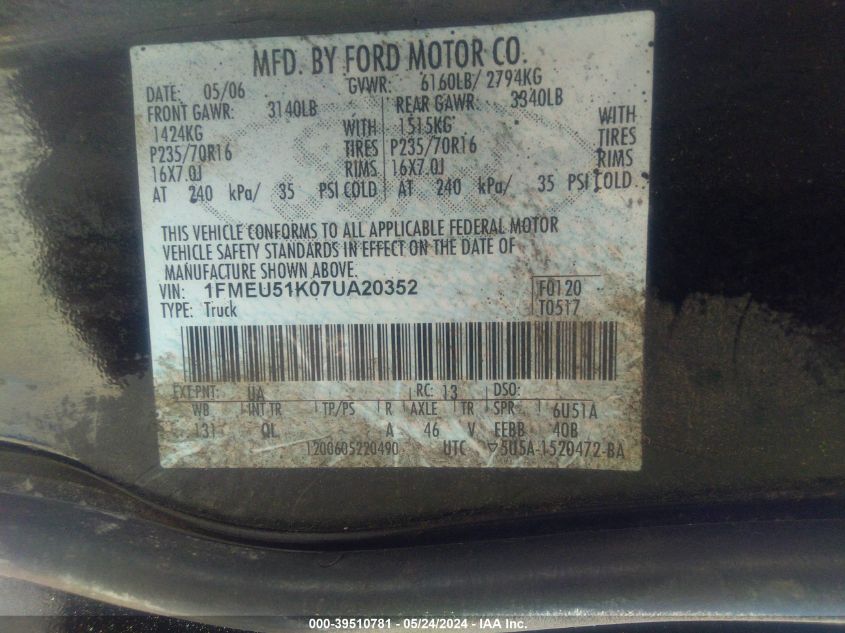 MFD. BY FORD MOTOR CO.
DATE: 05/06 GVWR: 6160LB/ 2794KG
FRONT GAWR: 3140LB REAR GAWR: 3340LB
1424KG WITH 1515KG WITH
P235/70R16 TIRES P235/70R16 TIRES
16X7.0J RIMS 16X7.0J RIMS
AT 240 kPa/ 35 PSI COLD AT 240 kPa/ 35 PSI COLD
THIS VEHICLE CONFORMS TO ALL APPLICABLE FEDERAL MOTOR
VEHICLE SAFETY STANDARDS IN EFFECT ON THE DATE OF
MANUFACTURE SHOWN ABOVE.
VIN: 1FMEU51K07UA20352 F0120
TYPE: Truck T0517
EXT PNT: UA RC: 13 DSO:
WB INT TR TP/PS R AXLE TR SPR 6U51A
131 QL A 46 V EEBB 40B
1200605220490 UTC 5U5A-1520472-BA
000-39510781 - 05/24/2024 - IAA Inc.